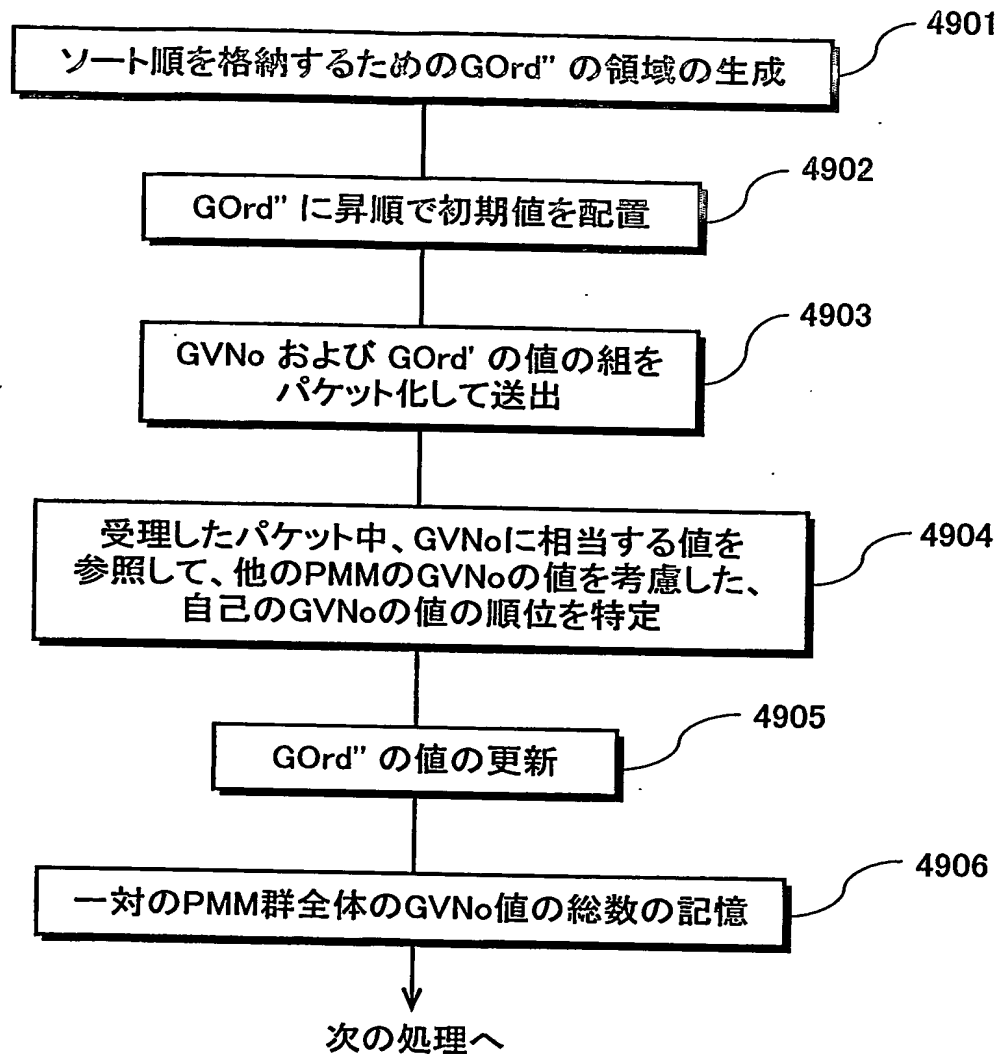 4901
ソート順を格納するためのGOrd”の領域の生成
4902
GOrd”に昇順で初期値を配置
4903
GVNo および GOrd' の値の組を
パケット化して送出
4904
受理したパケット中、GVNoに相当する値を
参照して、他のPMMのGVNoの値を考慮した、
自己のGVNoの値の順位を特定
4905
GOrd” の値の更新
4906
一対のPMM群全体のGVNo値の総数の記憶
次の処理へ